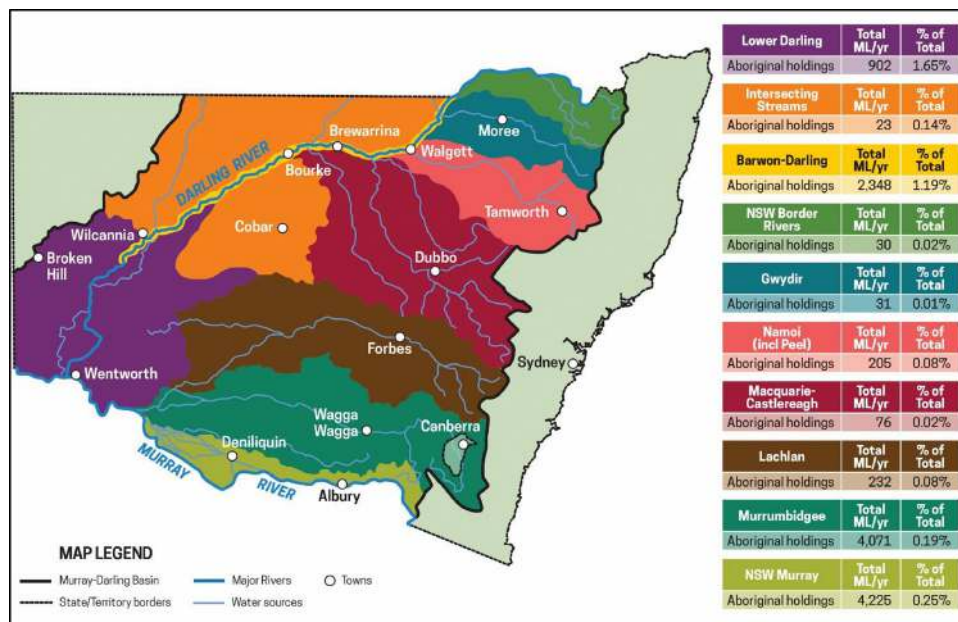 DARLING RIVER
Brewarrina
Moree
Walgett
Bourke
Tamworth
Wilcannia
Cobar
Broken
Hill
Dubbo
Forbes
Sydney
Wentworth
Wagga
Wagga
Canberra
Deniliquin
MURRAY RIVER
Albury
MAP LEGEND
Murray-Darling Basin
Major Rivers
Towns
State/Territory borders
Water sources
Lower Darling Total ML/yr % of Total
Aboriginal holdings 902 1.65%
Intersecting Streams Total ML/yr % of Total
Aboriginal holdings 23 0.14%
Barwon-Darling Total ML/yr % of Total
Aboriginal holdings 2,348 1.19%
NSW Border Rivers Total ML/yr % of Total
Aboriginal holdings 30 0.02%
Gwydir Total ML/yr % of Total
Aboriginal holdings 31 0.01%
Namoi (incl Peel) Total ML/yr % of Total
Aboriginal holdings 205 0.08%
Macquarie-Castlereagh Total ML/yr % of Total
Aboriginal holdings 76 0.02%
Lachlan Total ML/yr % of Total
Aboriginal holdings 232 0.08%
Murrumbidgee Total ML/yr % of Total
Aboriginal holdings 4,071 0.19%
NSW Murray Total ML/yr % of Total
Aboriginal holdings 4,225 0.25%